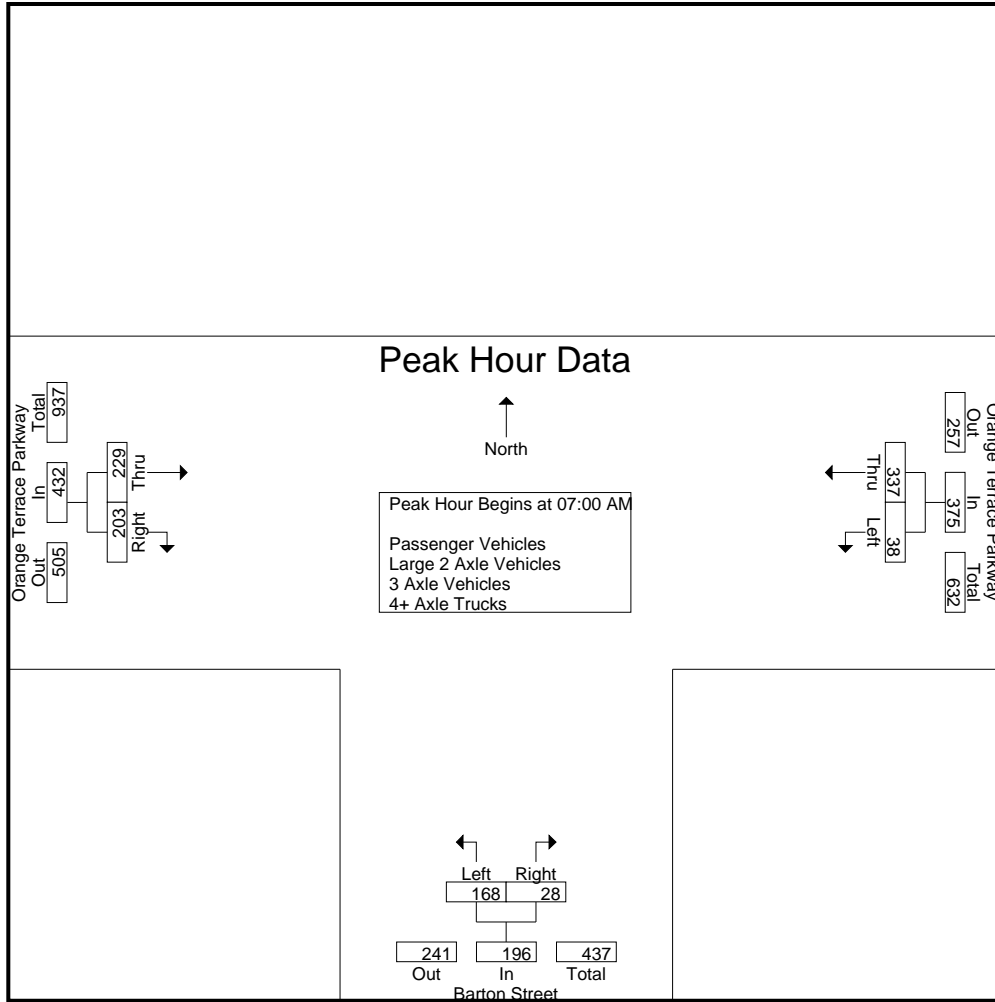 Peak Hour Data
North
Peak Hour Begins at 07:00 AM
Passenger Vehicles
Large 2 Axle Vehicles
3 Axle Vehicles
4+ Axle Trucks
Orange Terrace Parkway
Out In Total
505 432 937
Right Thru
203 229
Orange Terrace Parkway
Out In Total
257 375 632
Thru Left
337 38
Left Right
168 28
241 196 437
Out In Total
Barton Street